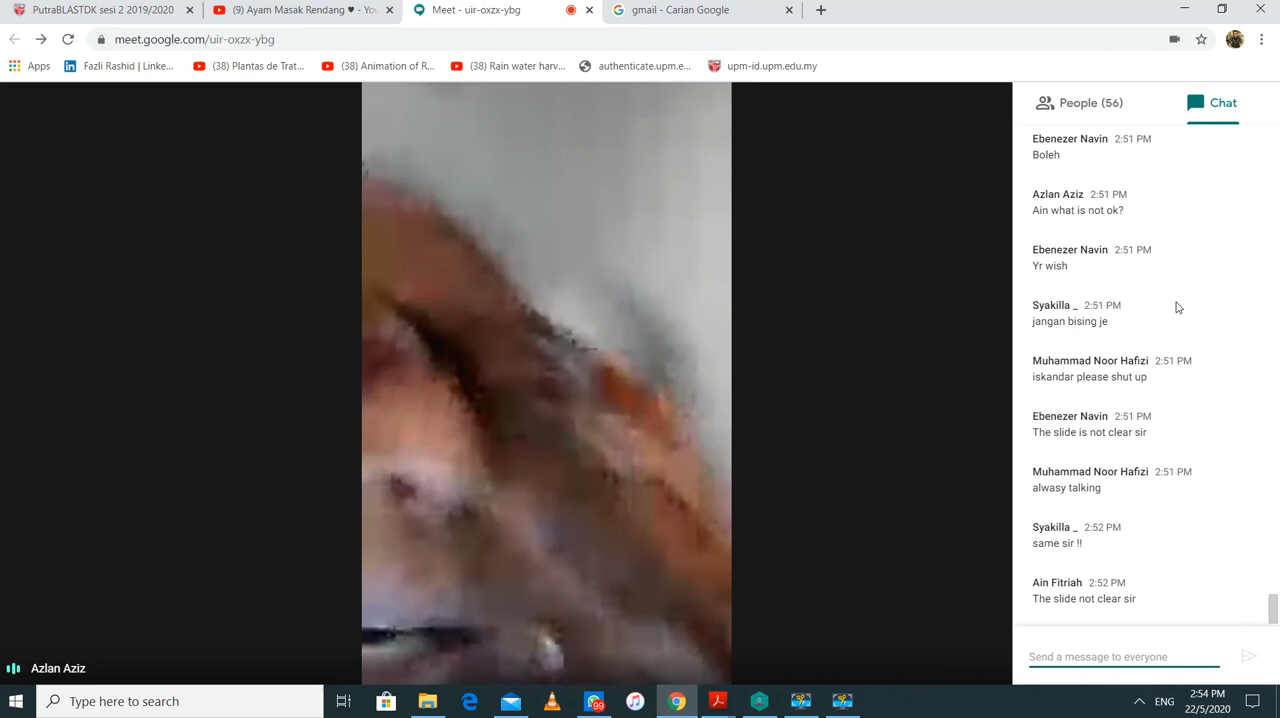 PutraBLASTDK sesi 2 2019/2020
(9) Ayam Masak Rendang ♥ - You
Meet - uir-oxzx-ybg
gmail - Carian Google
meet.google.com/uir-oxzx-ybg
Apps
Fazli Rashid | Linke...
(38) Plantas de Trat...
(38) Animation of R...
(38) Rain water harv...
authenticate.upm.e...
upm-id.upm.edu.my
People (56)
Chat
Ebenezer Navin 2:51 PM
Boleh
Azlan Aziz 2:51 PM
Ain what is not ok?
Ebenezer Navin 2:51 PM
Yr wish
Syakilla _ 2:51 PM
jangan bising je
Muhammad Noor Hafizi 2:51 PM
iskandar please shut up
Ebenezer Navin 2:51 PM
The slide is not clear sir
Muhammad Noor Hafizi 2:51 PM
alwasy talking
Syakilla _ 2:52 PM
same sir !!
Ain Fitriah 2:52 PM
The slide not clear sir
Send a message to everyone
Azlan Aziz
Type here to search
99
ENG
2:54 PM
22/5/2020